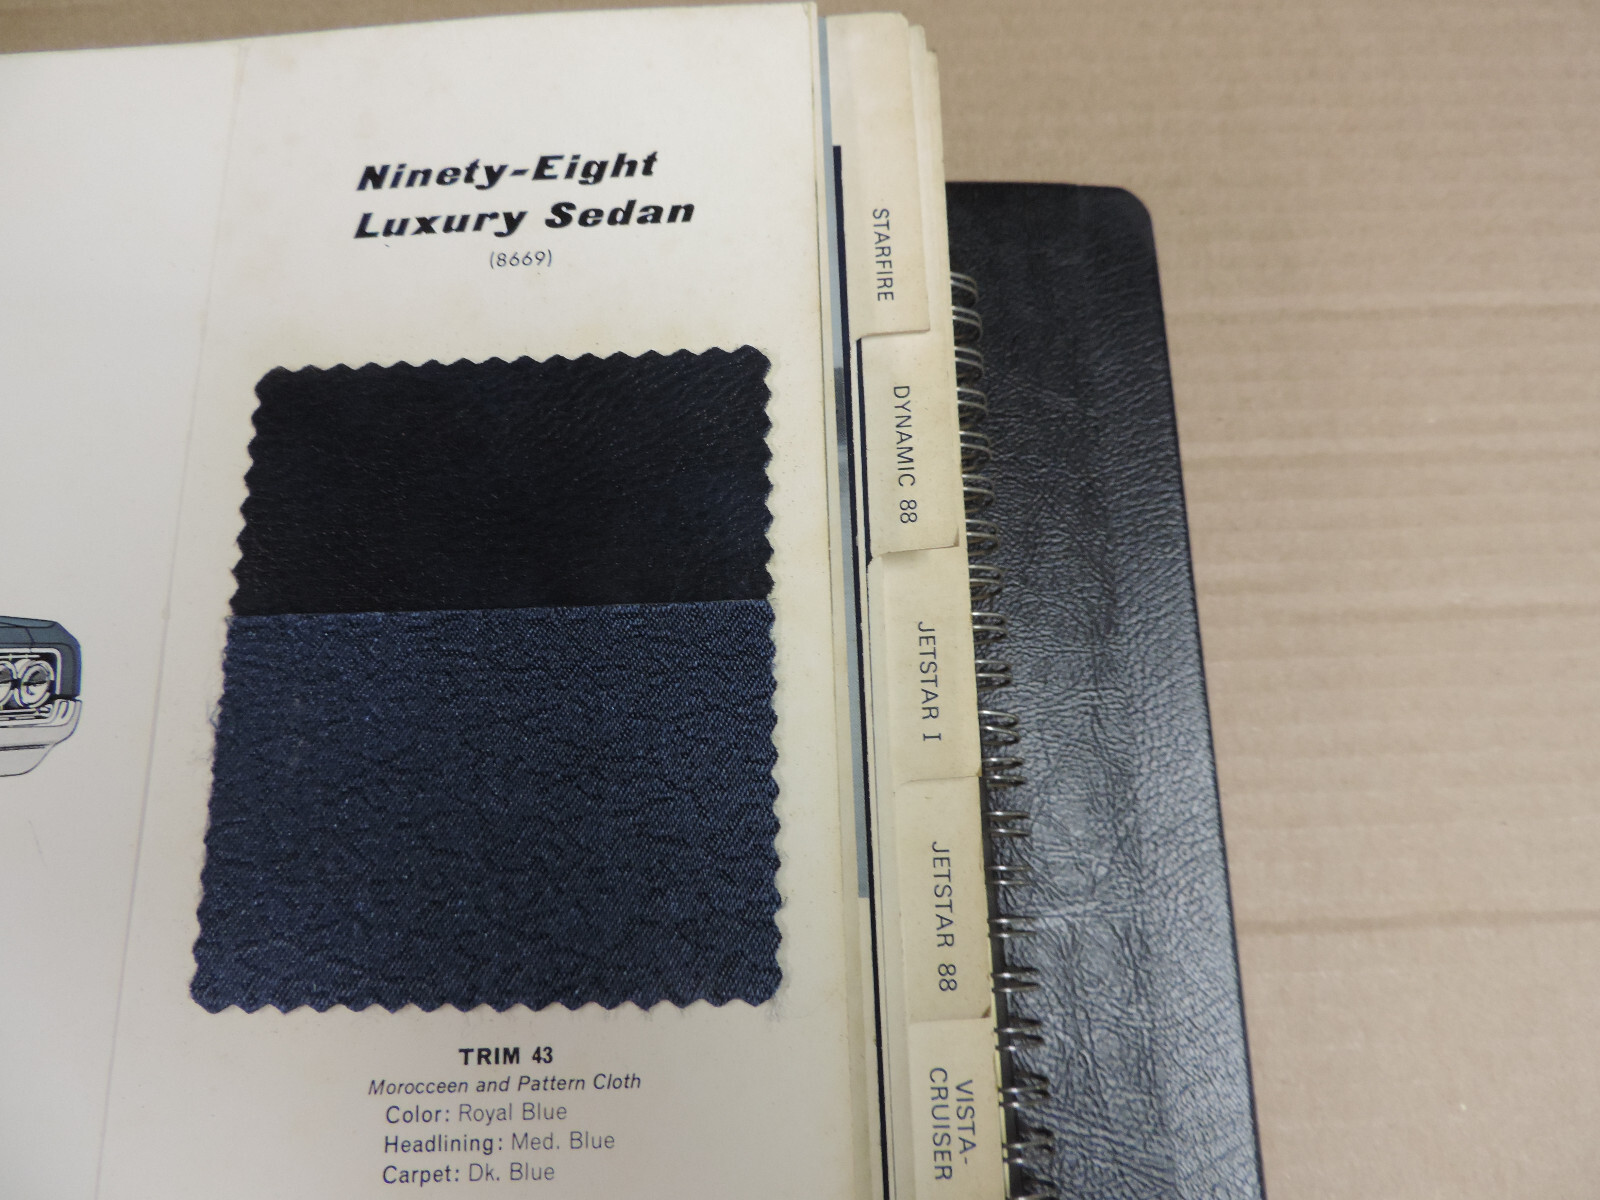 Ninety-Eight
Luxury Sedan
(8669)
TRIM 43
Morocceen and Pattern Cloth
Color: Royal Blue
Headlining: Med. Blue
Carpet: Dk. Blue
STARFIRE
DYNAMIC 88
JETSTAR I
JETSTAR 88
VISTA-
CRUISER